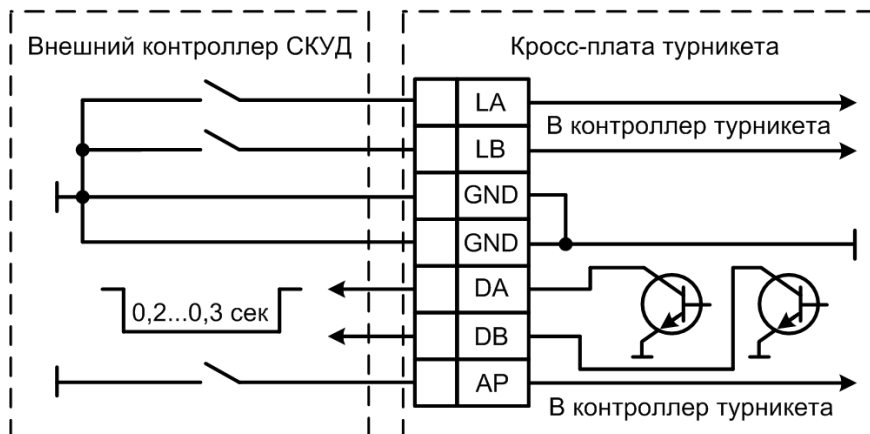 Внешний контроллер СКУД
Кросс-плата турникета
LA
В контроллер турникета
LB
GND
GND
DA
0,2...0,3 сек
DB
AP
В контроллер турникета